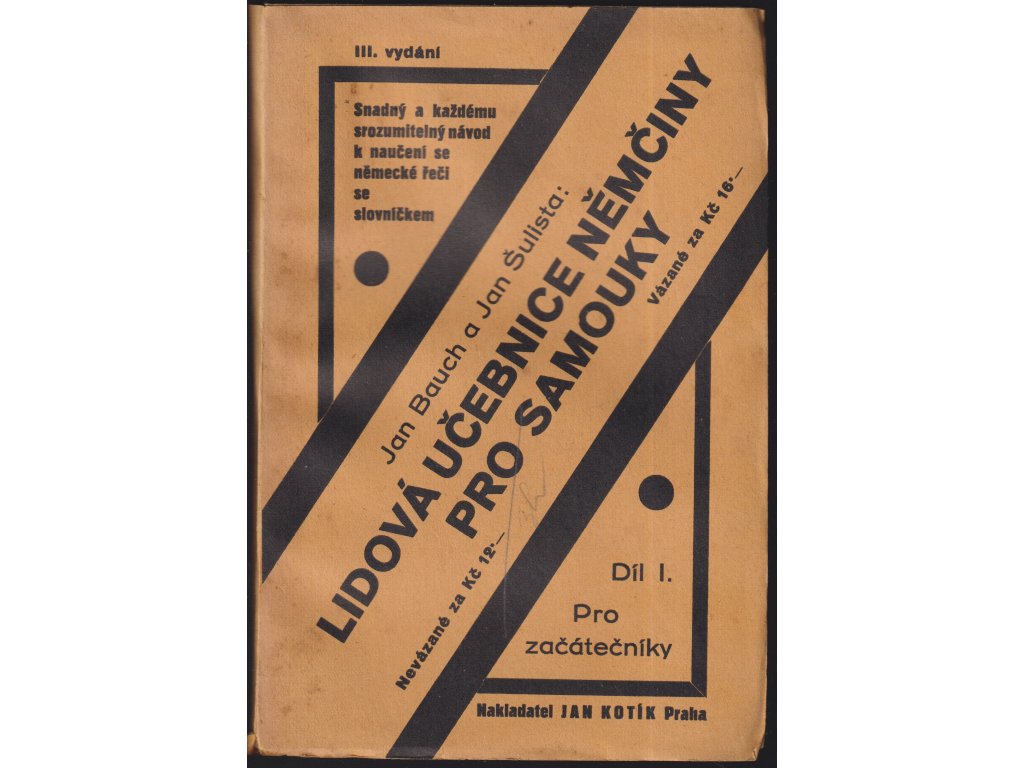 III. vydání
Snadný a každému
srozumitelný návod
k naučení se
německé řeči
se
slovníčkem
Jan Bauch a Jan Šulista:
LIDOVÁ UČEBNICE NĚMČINY
PRO SAMOUKY
Nevázané za Kč 12·—
Vázané za Kč 16·—
Díl I.
Pro
začátečníky
Nakladatel JAN KOTÍK Praha